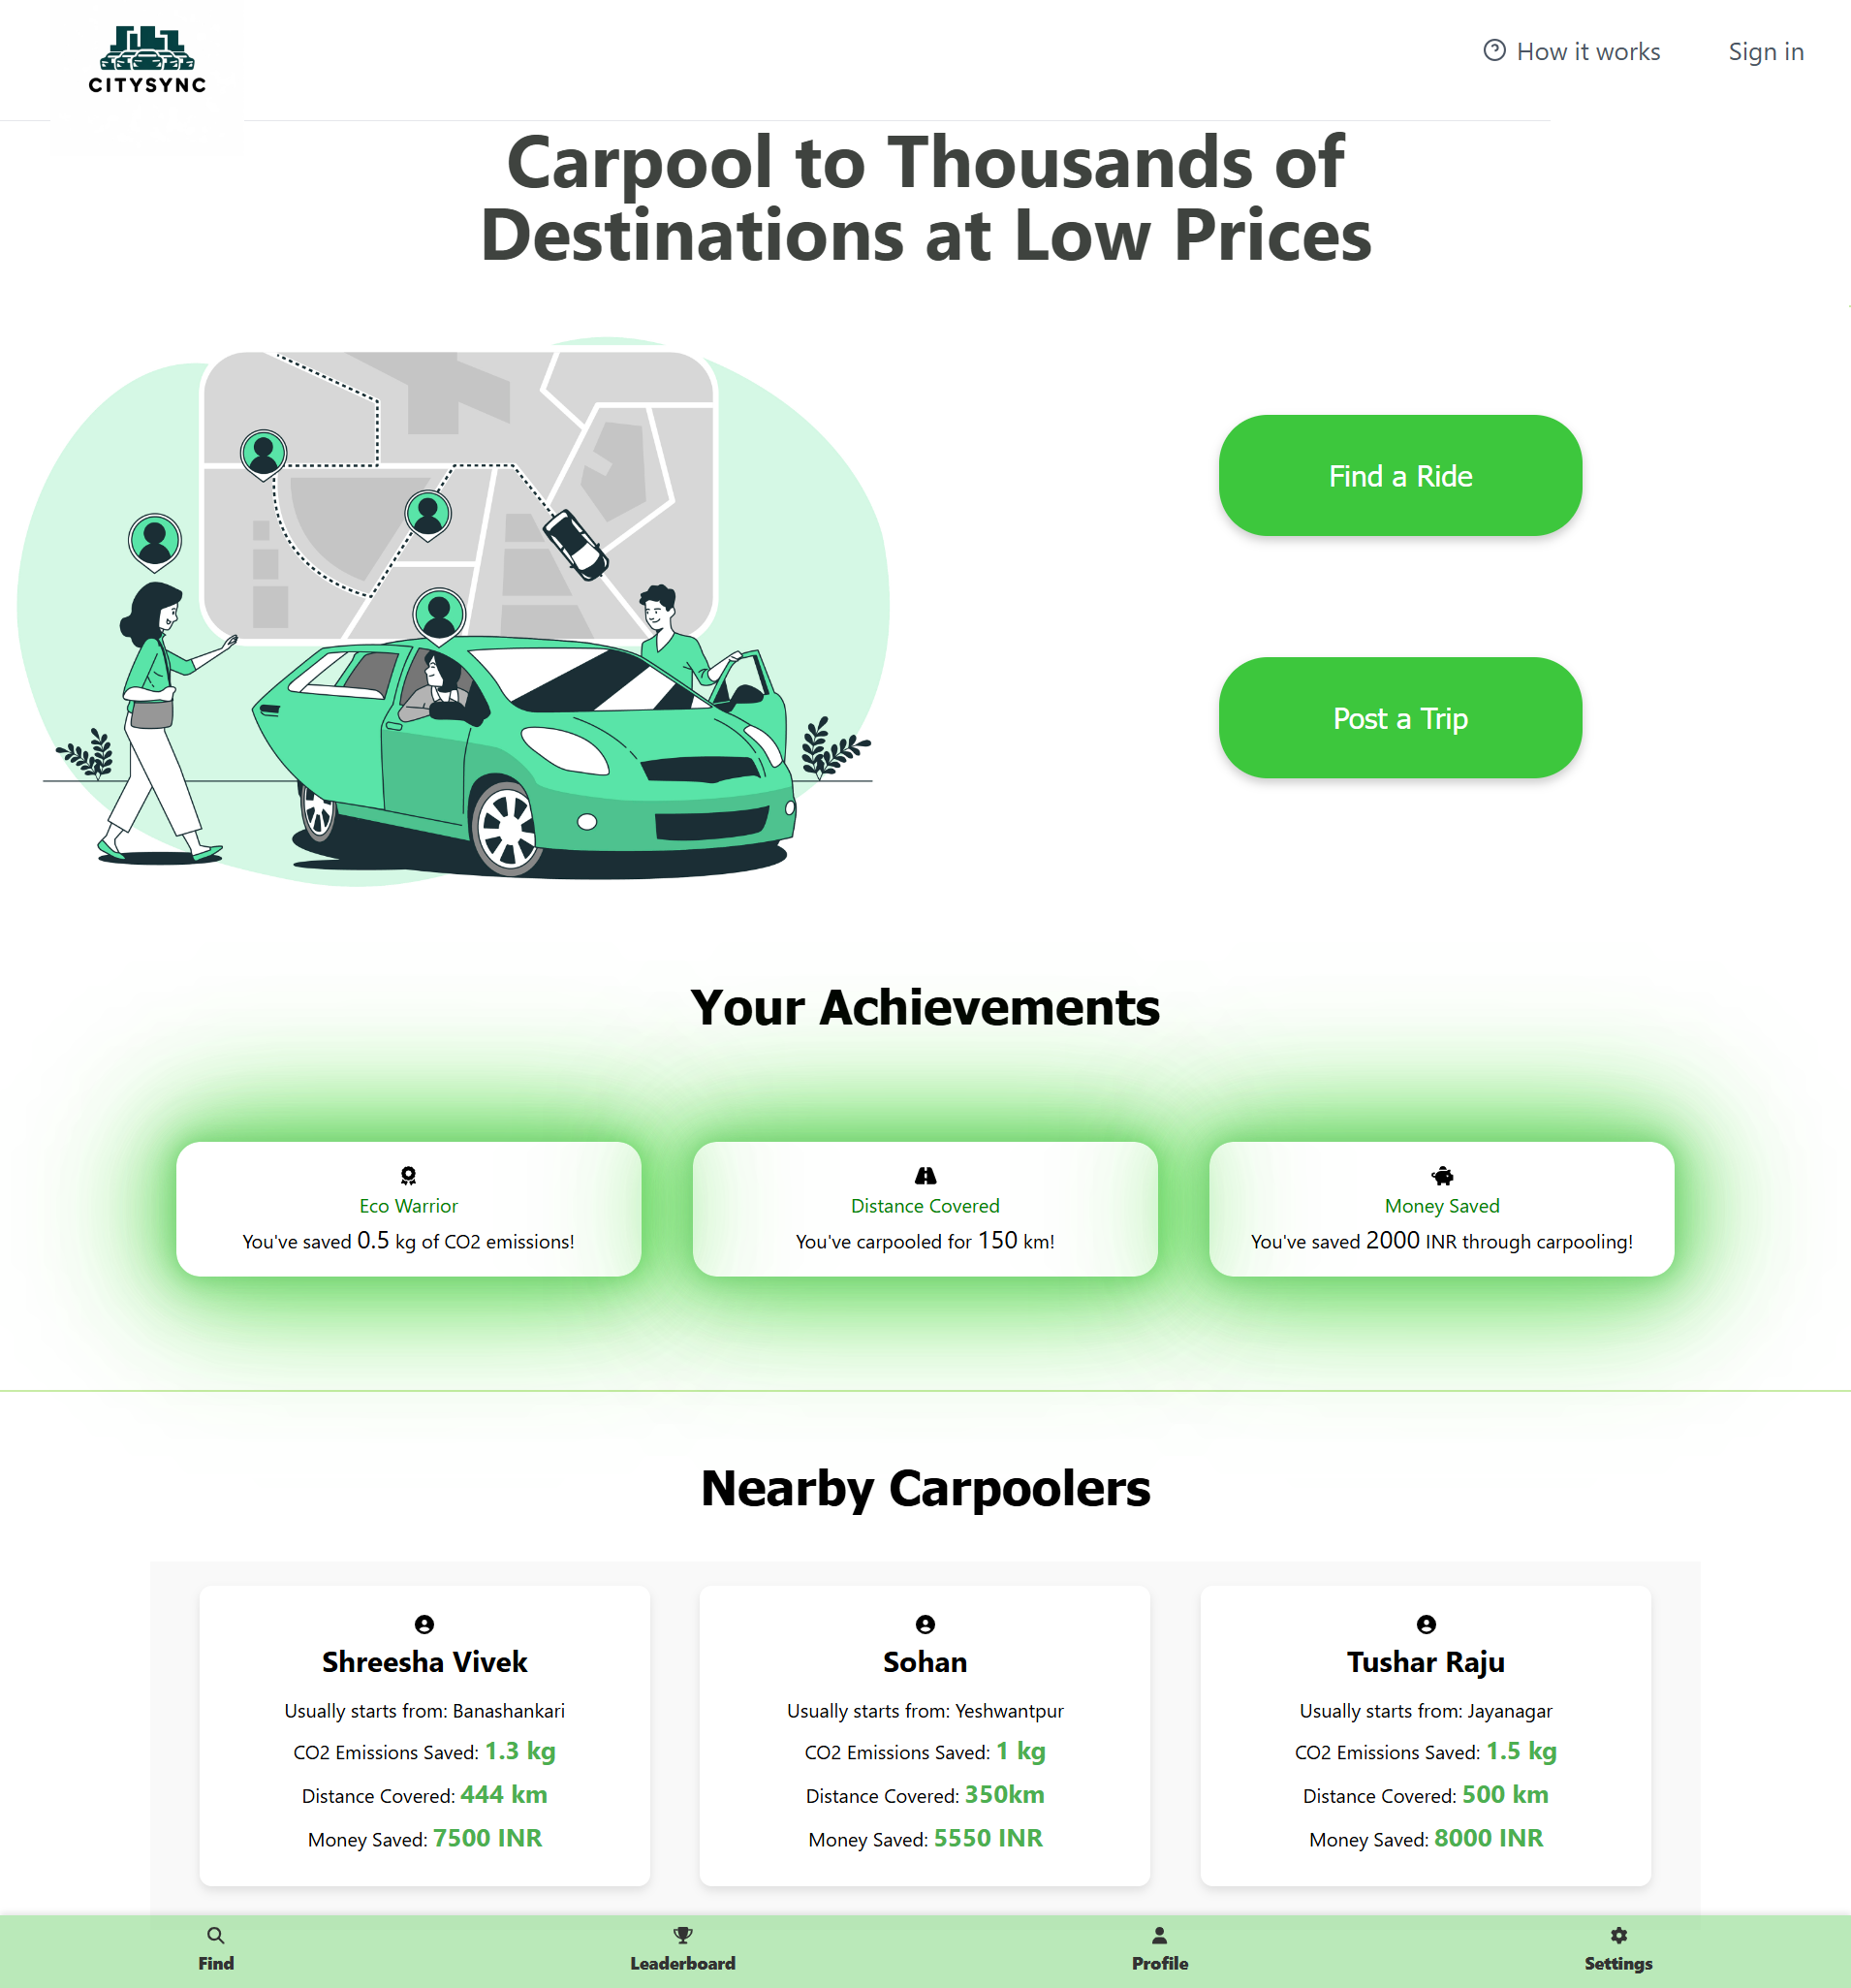 CITYSYNC
How it works
Sign in
Carpool to Thousands of
Destinations at Low Prices
Find a Ride
Post a Trip
Your Achievements
Eco Warrior
You've saved 0.5 kg of CO2 emissions!
Distance Covered
You've carpooled for 150 km!
Money Saved
You've saved 2000 INR through carpooling!
Nearby Carpoolers
Shreesha Vivek
Usually starts from: Banashankari
CO2 Emissions Saved: 1.3 kg
Distance Covered: 444 km
Money Saved: 7500 INR
Sohan
Usually starts from: Yeshwantpur
CO2 Emissions Saved: 1 kg
Distance Covered: 350km
Money Saved: 5550 INR
Tushar Raju
Usually starts from: Jayanagar
CO2 Emissions Saved: 1.5 kg
Distance Covered: 500 km
Money Saved: 8000 INR
Find
Leaderboard
Profile
Settings